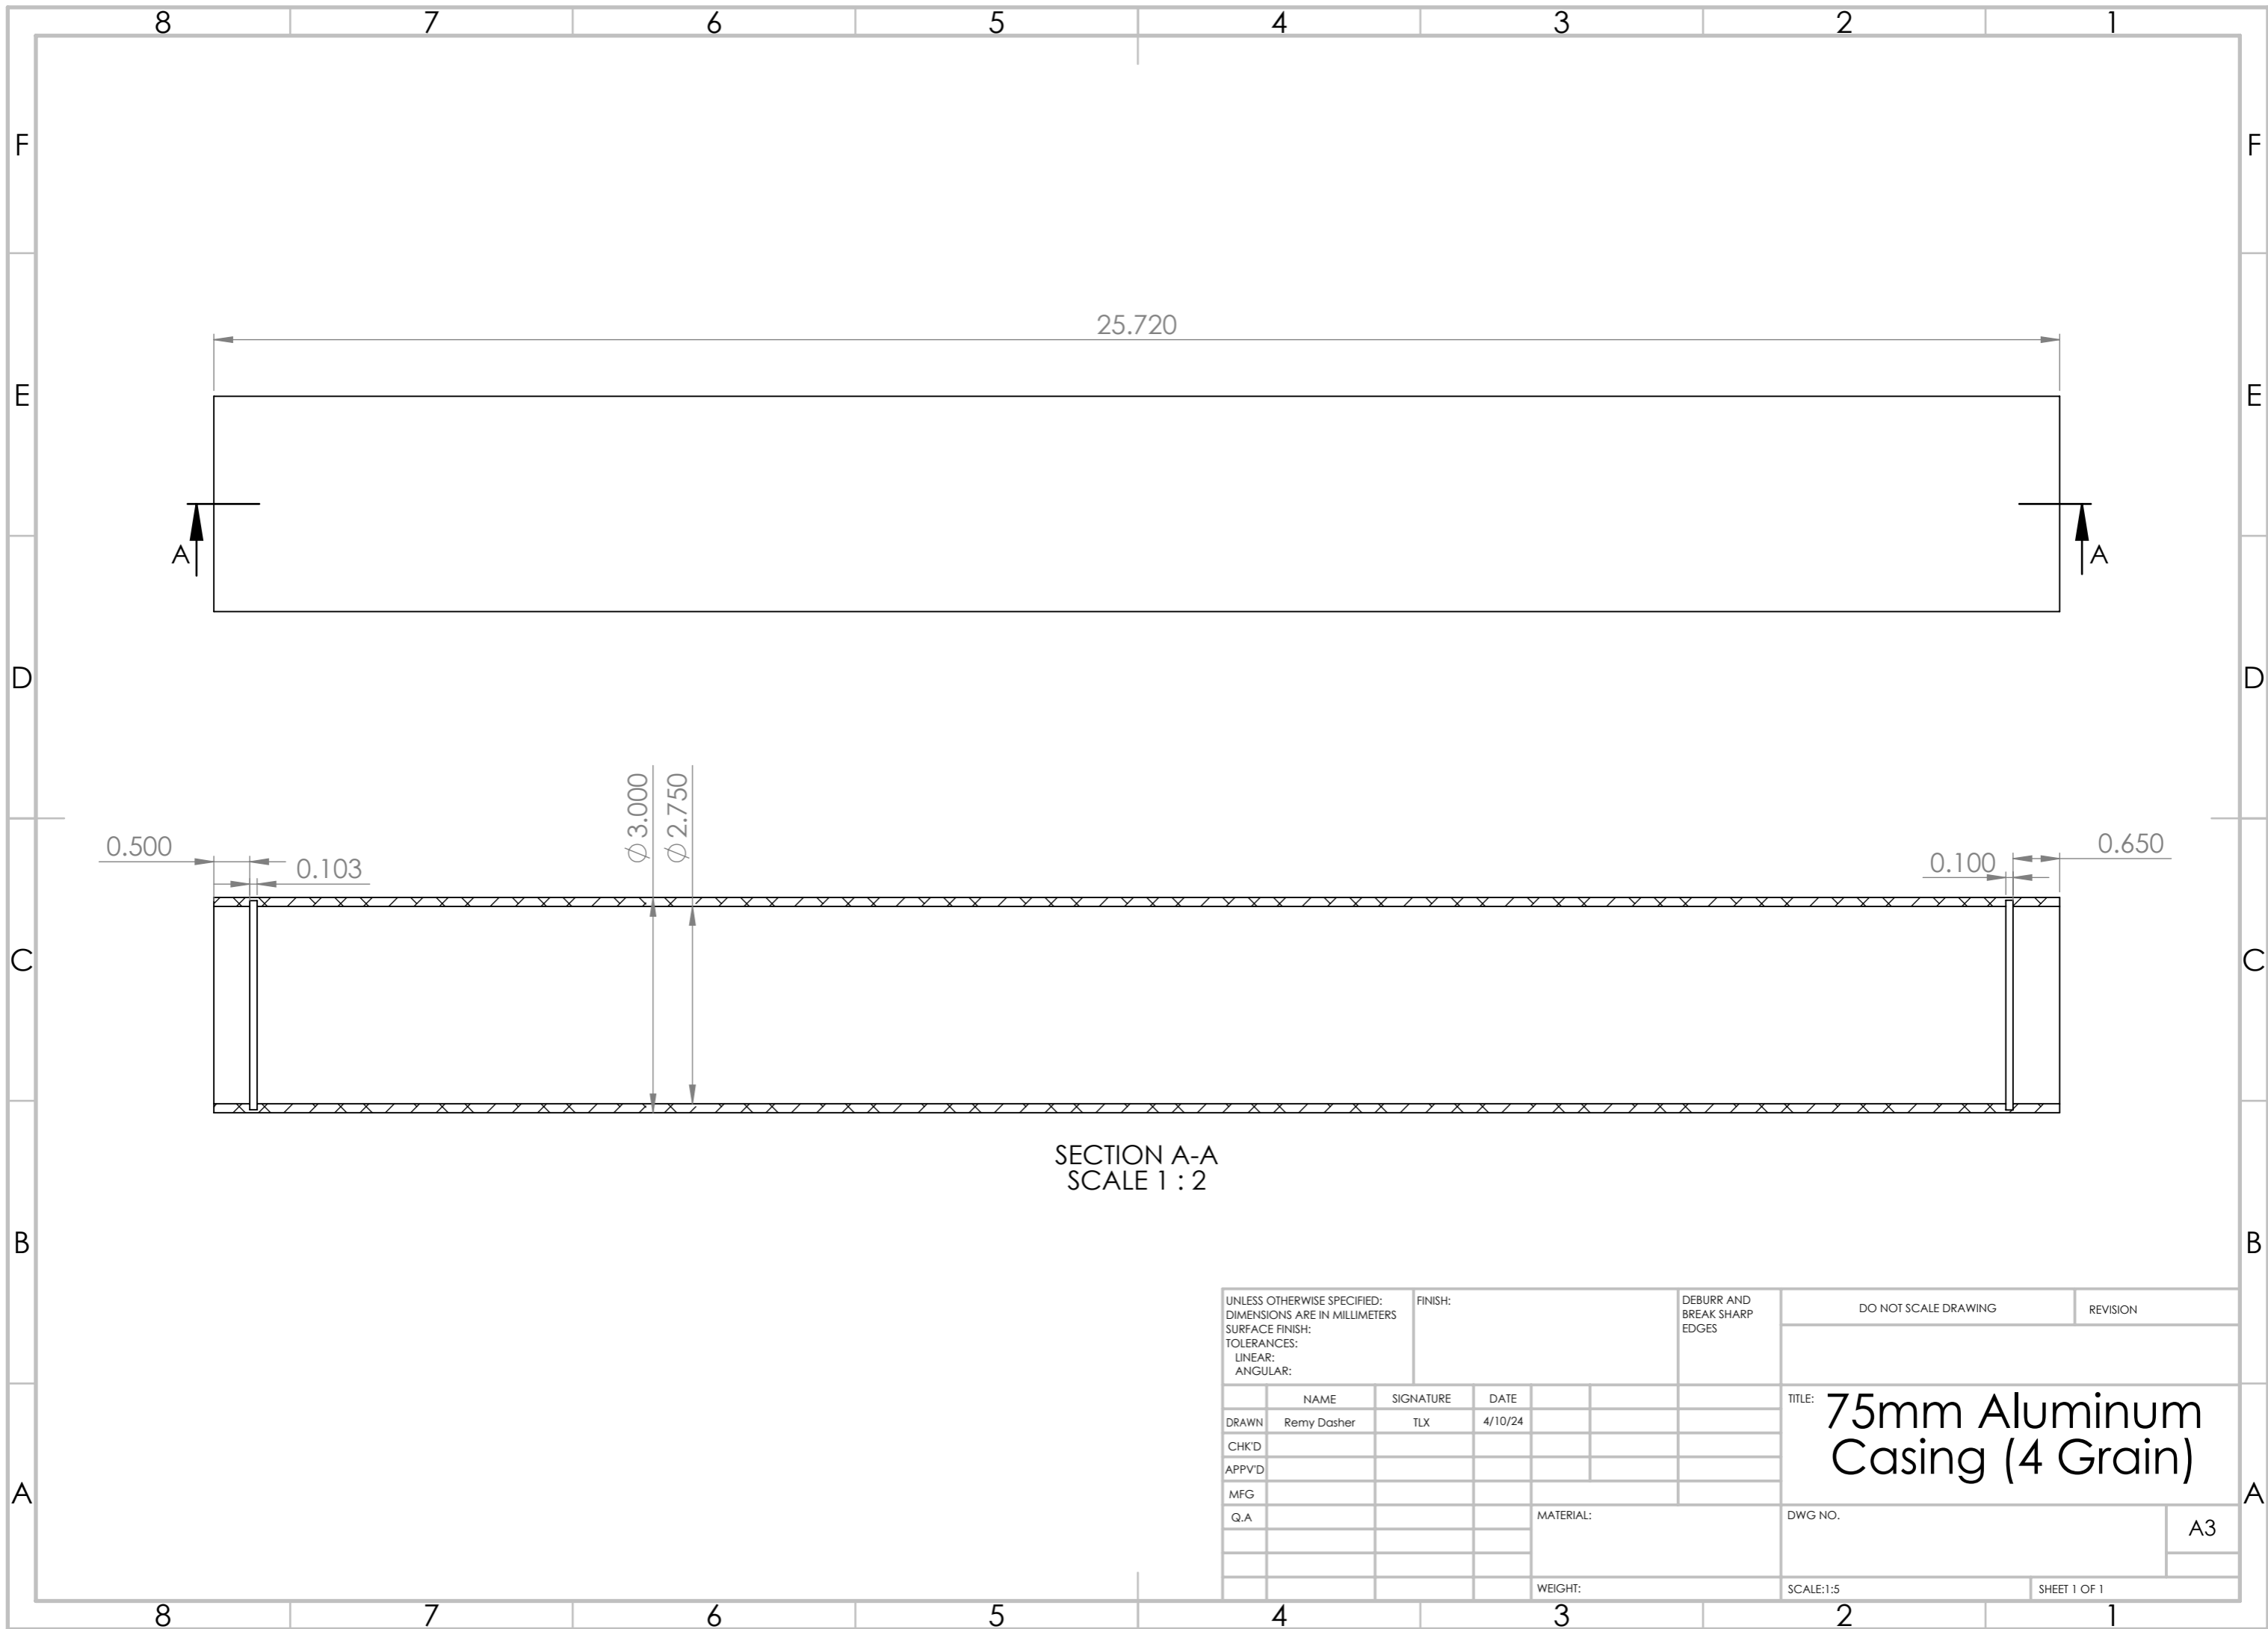 8 7 6 5 4 3 2 1
F F
25.720
E E
A A
D D
Ø 3.000
Ø 2.750
0.500
0.103
0.650
0.100
C C
SECTION A-A
SCALE 1 : 2
B B
UNLESS OTHERWISE SPECIFIED:
DIMENSIONS ARE IN MILLIMETERS
SURFACE FINISH:
TOLERANCES:
LINEAR:
ANGULAR:
FINISH:
DEBURR AND
BREAK SHARP
EDGES
DO NOT SCALE DRAWING
REVISION
NAME SIGNATURE DATE
DRAWN Remy Dasher TLX 4/10/24
CHK'D
APPV'D
MFG
Q.A
TITLE:
75mm Aluminum
Casing (4 Grain)
MATERIAL:
DWG NO.
A3
WEIGHT:
SCALE:1:5
SHEET 1 OF 1
A A
8 7 6 5 4 3 2 1